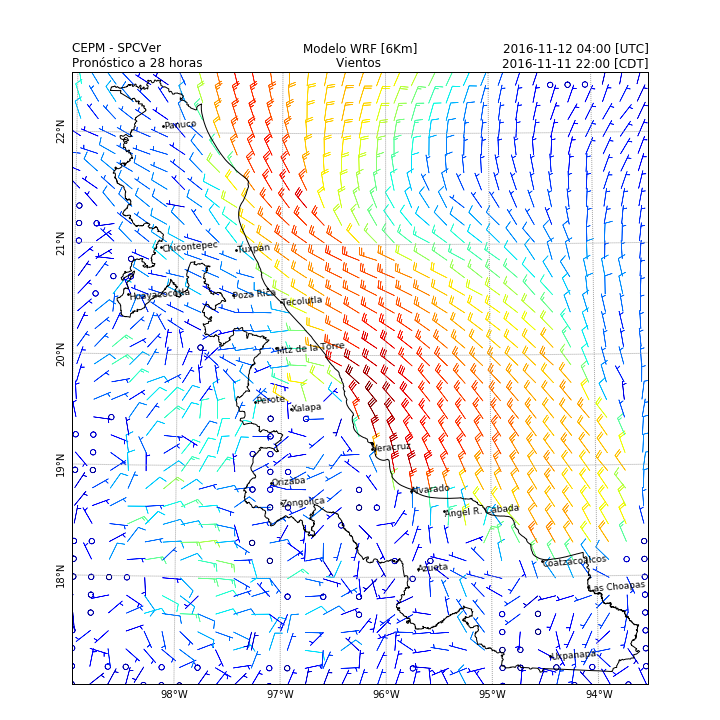 CEPM - SPCVer Modelo WRF [6Km] 2016-11-12 04:00 [UTC]
Pronóstico a 28 horas Vientos 2016-11-11 22:00 [CDT]
22°N
Panuco
21°N
Chicontepec Tuxpan
Huayacocotla Poza Rica Tecolutla
20°N
Mtz de la Torre
Perote Xalapa
Veracruz
19°N
Orizaba Alvarado
Zongolica Angel R. Cabada
18°N
Azueta Coatzacoalcos
Las Choapas
Uxpanapa
98°W 97°W 96°W 95°W 94°W